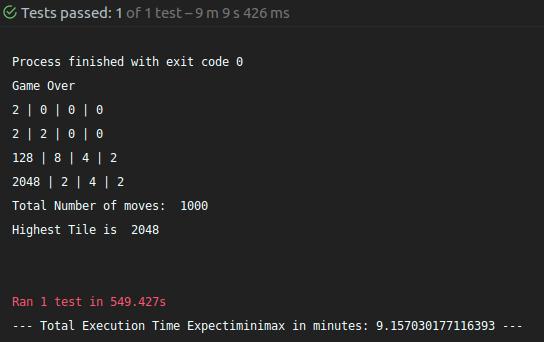 Tests passed: 1 of 1 test – 9 m 9 s 426 ms
Process finished with exit code 0
Game Over
2 | 0 | 0 | 0
2 | 2 | 0 | 0
128 | 8 | 4 | 2
2048 | 2 | 4 | 2
Total Number of moves:  1000
Highest Tile is  2048
Ran 1 test in 549.427s
--- Total Execution Time Expectiminimax in minutes: 9.157030177116393 ---